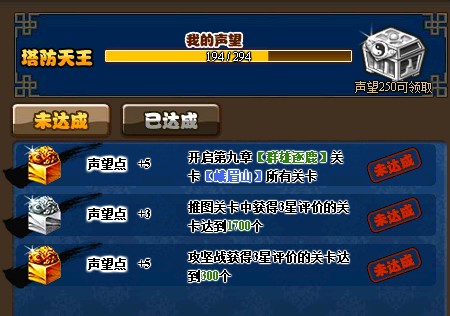 我的声望
塔防天王
194 / 294
声望250可领取
未达成
已达成
声望点 +5
开启第九章【群雄逐鹿】关
卡【峨眉山】所有关卡
未达成
声望点 +3
推图关卡中获得3星评价的关
卡达到1700个
未达成
声望点 +5
攻坚战获得3星评价的关卡达
到300个
未达成